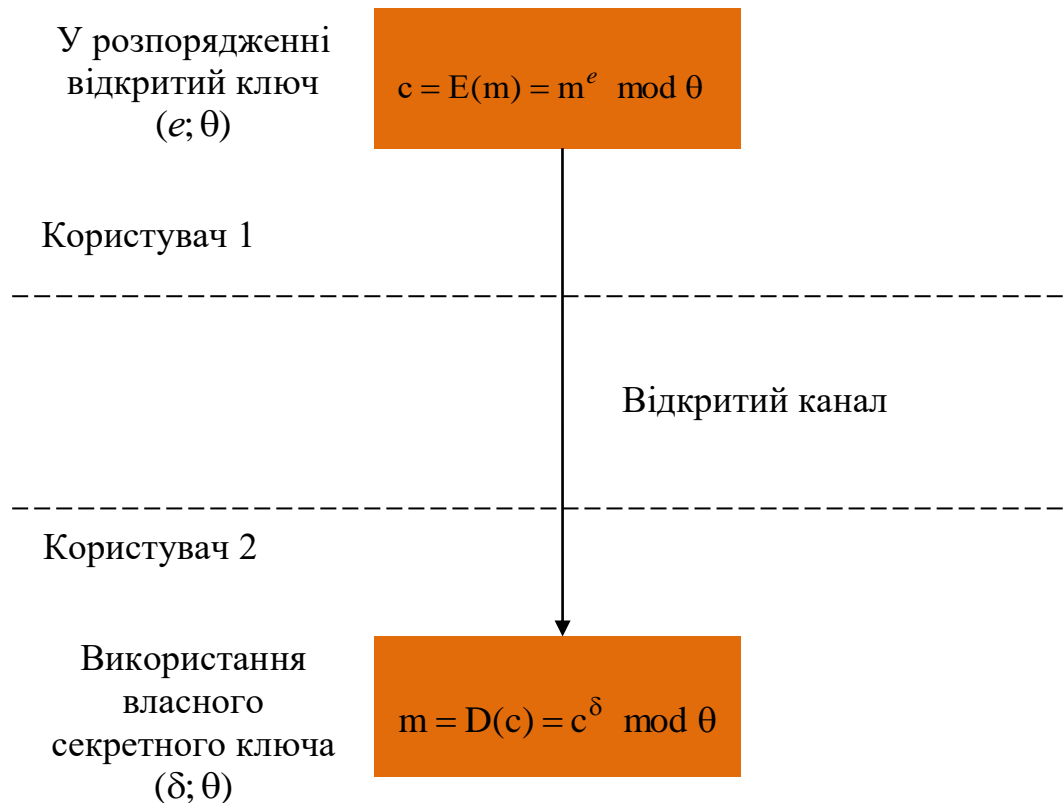 У розпорядженні
відкритий ключ
(e; θ)
c = E(m) = m^e mod θ
Користувач 1
Відкритий канал
Користувач 2
Використання
власного
секретного ключа
(δ; θ)
m = D(c) = c^δ mod θ